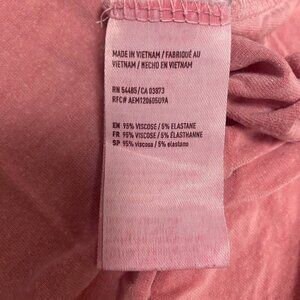 MADE IN VIETNAM / FABRIQUÉ AU
VIETNAM / HECHO EN VIETNAM
RN 54485/CA 03873
RFC# AEM120605U9A
EN 95% VISCOSE / 5% ELASTANE
FR 95% VISCOSE / 5% ÉLASTHANNE
SP 95% viscosa / 5% elastano